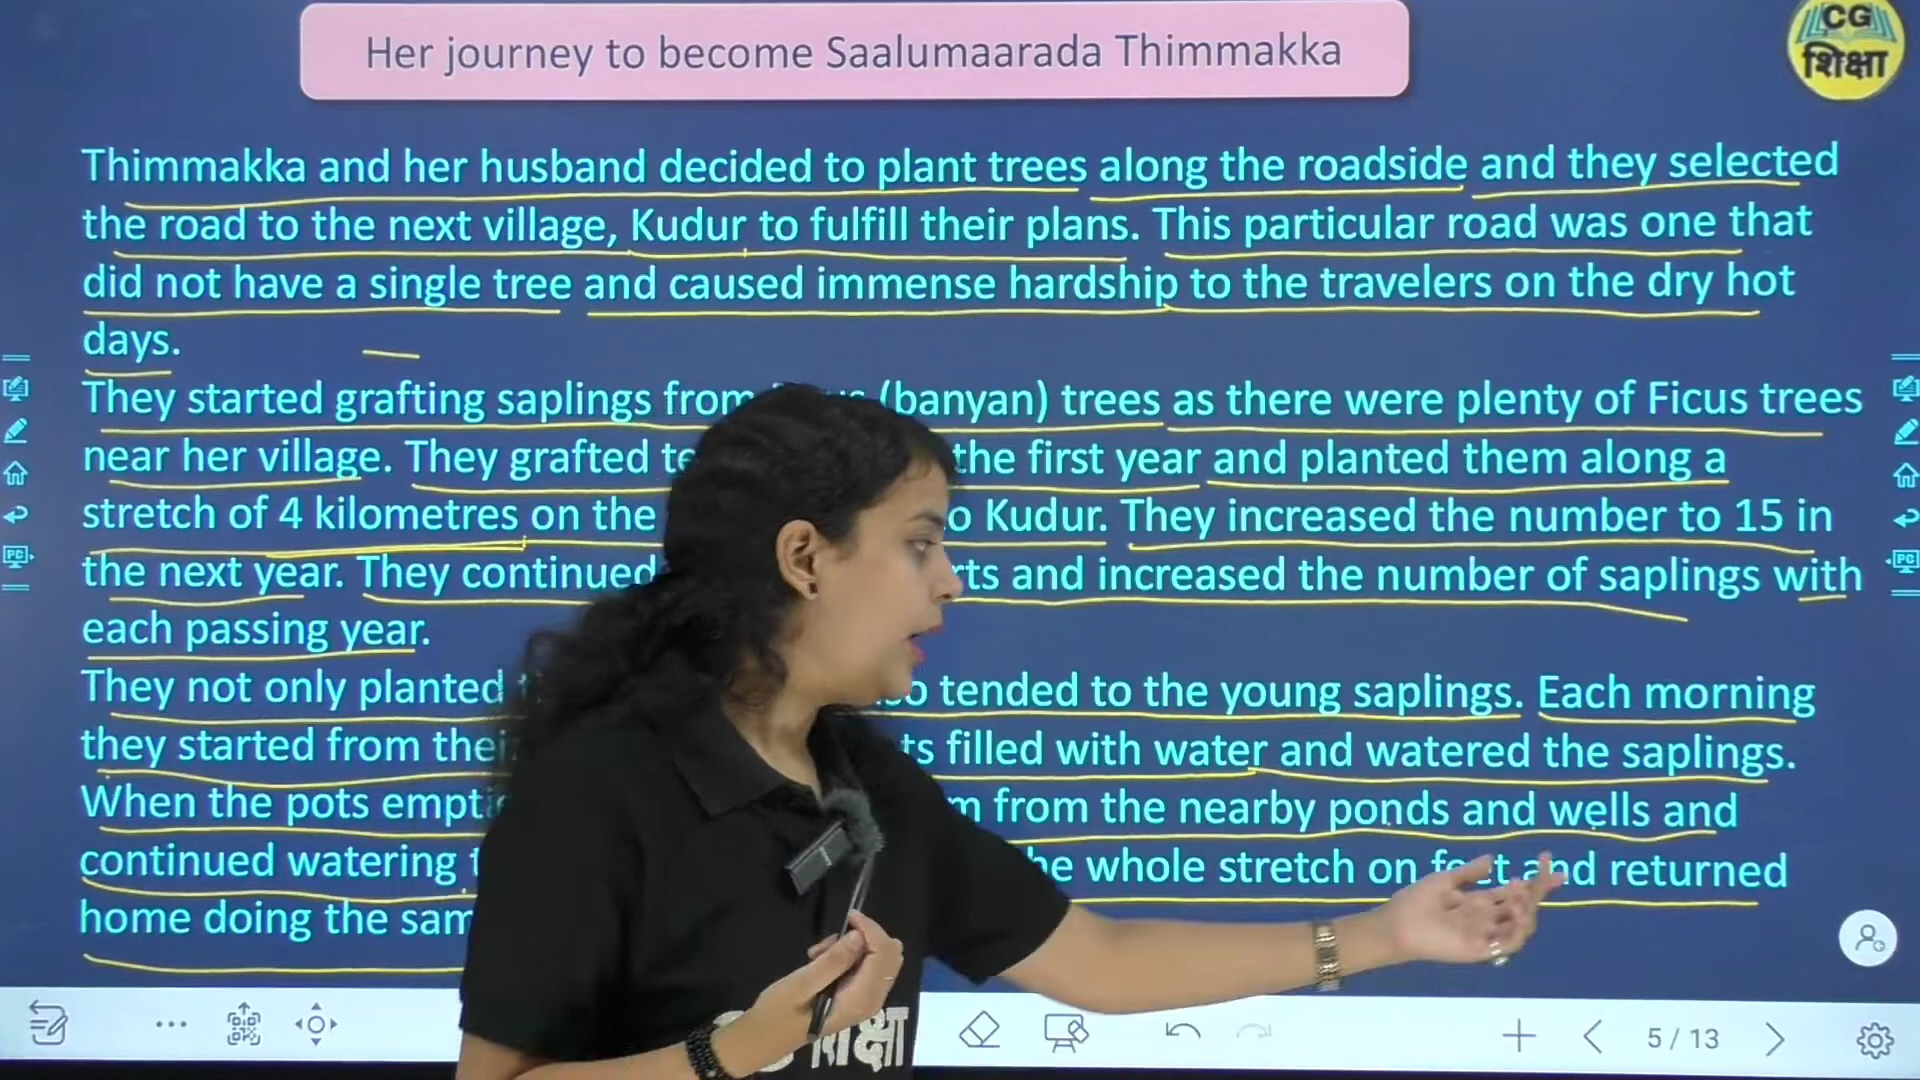 Her journey to become Saalumaarada Thimmakka
CG
शिक्षा
Thimmakka and her husband decided to plant trees along the roadside and they selected
the road to the next village, Kudur to fulfill their plans. This particular road was one that
did not have a single tree and caused immense hardship to the travelers on the dry hot
days.
They started grafting saplings from (banyan) trees as there were plenty of Ficus trees
near her village. They grafted the first year and planted them along a
stretch of 4 kilometres on the Kudur. They increased the number to 15 in
the next year. They continued and increased the number of saplings with
each passing year.
They not only planted tended to the young saplings. Each morning
they started from filled with water and watered the saplings.
When the pots from the nearby ponds and wells and
continued watering whole stretch on feet and returned
home doing the
शिक्षा
PC
PC
5 / 13